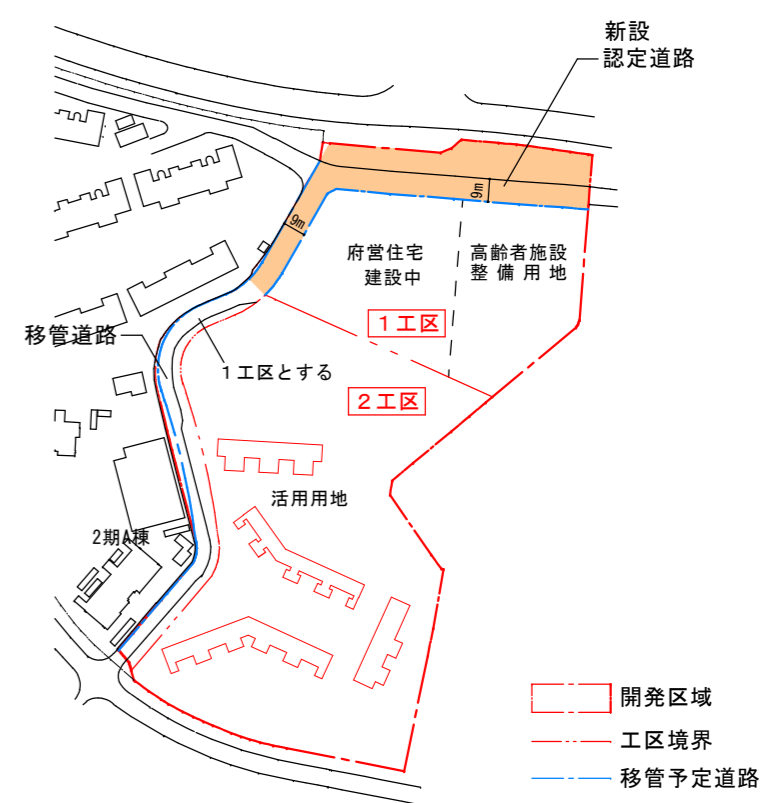 新設
認定道路
9m
9m
府営住宅
建設中
高齢者施設
整備用地
１工区
移管道路
１工区とする
２工区
活用用地
2期A棟
開発区域
工区境界
移管予定道路